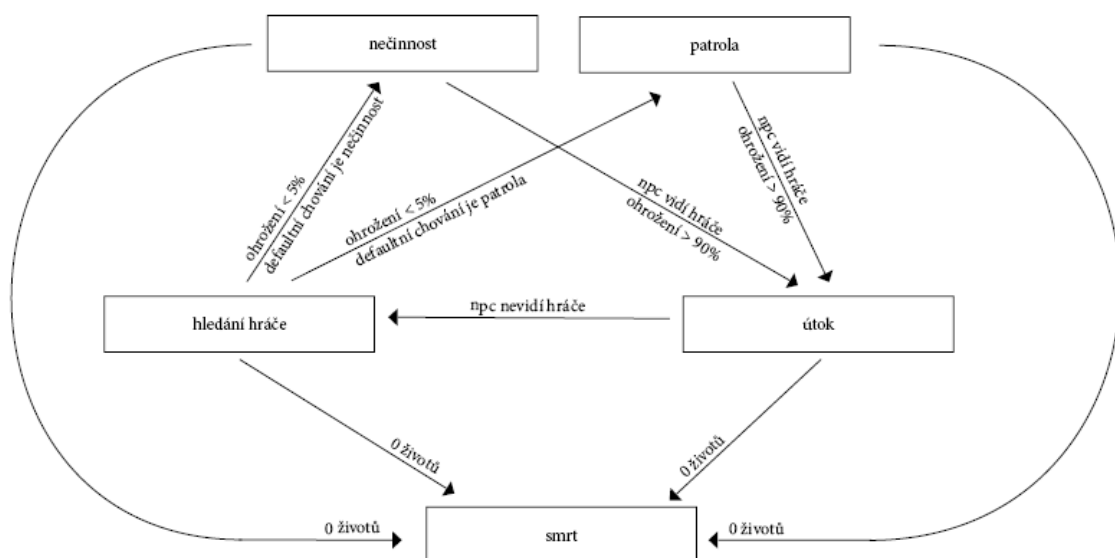 nečinnost
patrola
ohrožení < 5%
defaultní chování je nečinnost
ohrožení < 5%
defaultní chování je patrola
npc vidí hráče
ohrožení > 90%
npc vidí hráče
ohrožení > 90%
hledání hráče
npc nevidí hráče
útok
0 životů
0 životů
0 životů
smrt
0 životů